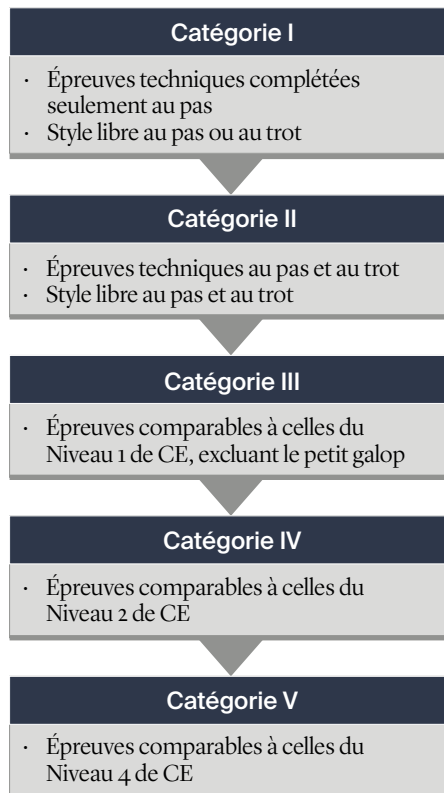 Catégorie I
· Épreuves techniques complétées
seulement au pas
· Style libre au pas ou au trot
Catégorie II
· Épreuves techniques au pas et au trot
· Style libre au pas et au trot
Catégorie III
· Épreuves comparables à celles du
Niveau 1 de CE, excluant le petit galop
Catégorie IV
· Épreuves comparables à celles du
Niveau 2 de CE
Catégorie V
· Épreuves comparables à celles du
Niveau 4 de CE